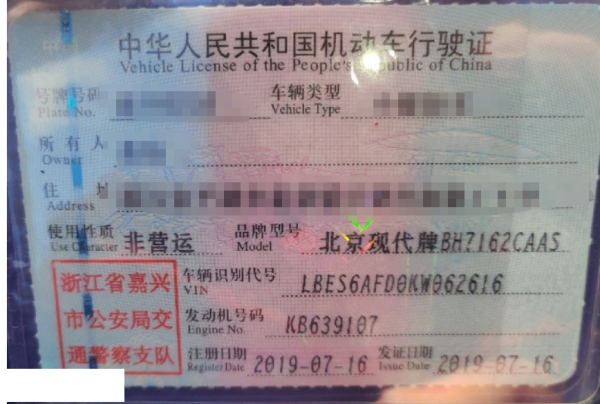 中华人民共和国机动车行驶证
Vehicle License of the People's Republic of China
号牌号码 车辆类型
Plate No. Vehicle Type
所有人
Owner
住 址
Address
使用性质 非营运 品牌型号 北京现代牌BH7162CAAS
Use Character Model
浙江省嘉兴 车辆识别代号 LBES6AFD0KW062616
VIN
市公安局交 发动机号码 KB639107
Engine No.
通警察支队 注册日期 2019-07-16 发证日期 2019-07-16
Register Date Issue Date